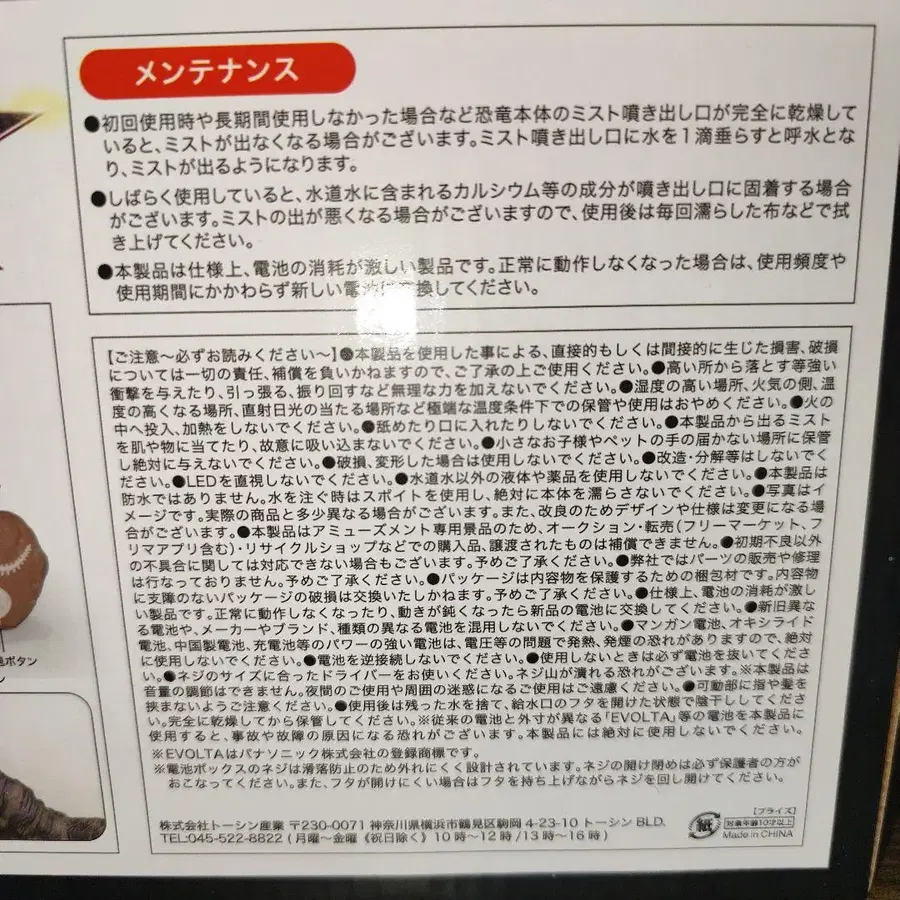 メンテナンス
●初回使用時や長期間使用しなかった場合など恐竜本体のミスト噴き出し口が完全に乾燥して
いると、ミストが出なくなる場合がございます。ミスト噴き出し口に水を1滴垂らすと呼水とな
り、ミストが出るようになります。
●しばらく使用していると、水道水に含まれるカルシウム等の成分が噴き出し口に固着する場合
がございます。ミストの出が悪くなる場合がございますので、使用後は毎回濡らした布などで拭
き上げてください。
●本製品は仕様上、電池の消耗が激しい製品です。正常に動作しなくなった場合は、使用頻度や
使用期間にかかわらず新しい電池に交換してください。
【ご注意～必ずお読みください～】●本製品を使用した事による、直接的もしくは間接的に生じた損害、破損
については一切の責任、補償を負いかねますので、ご了承の上ご使用ください。●高い所から落とす等強い
衝撃を与えたり、引っ張る、振り回すなど無理な力を加えないでください。●湿度の高い場所、火気の側、温
度の高くなる場所、直射日光の当たる場所など極端な温度条件下での保管や使用はおやめください。●火の
中へ投入、加熱をしないでください。●舐めたり口に入れたりしないでください。●本製品から出るミスト
を肌や物に当てたり、故意に吸い込まないでください。●小さなお子様やペットの手の届かない場所に保管
し絶対に与えないでください。●破損、変形した場合は使用しないでください。●改造・分解等はしないでく
ださい。●LEDを直視しないでください。●水道水以外の液体や薬品を使用しないでください。●本製品は
防水ではありません。水を注ぐ時はスポイトを使用し、絶対に本体を濡らさないでください。●写真はイ
メージです。実際の商品と多少異なる場合がございます。また、改良のためデザインや仕様は変更になる場
合がございます。●本製品はアミューズメント専用景品のため、オークション・転売(フリーマーケット、フ
リマアプリ含む)・リサイクルショップなどでの購入品、譲渡されたものは補償できません。●初期不良以外
の不具合に関しては対応できない場合もございます。予めご了承ください。●弊社ではパーツの販売や修理
は行なっておりません。予めご了承ください。●パッケージは内容物を保護するための梱包材です。内容物
に支障のないパッケージの破損は交換いたしかねます。予めご了承ください。●仕様上、電池の消耗が激し
い製品です。正常に動作しなくなったり、動きが鈍くなったら新品の電池に交換してください。●新旧異な
る電池や、メーカーやブランド、種類の異なる電池を混用しないでください。●マンガン電池、オキシライド
電池、中国製電池、充電池等のパワーの強い電池は、電圧等の問題で発熱、発煙の恐れがありますので、絶対
に使用しないでください。●電池を逆接続しないでください。●使用しないときは必ず電池を抜いてくださ
い。●ネジのサイズに合ったドライバーをお使いください。ネジ山が潰れる恐れがございます。※本製品は
音量の調節はできません。夜間のご使用や周囲の迷惑になるご使用はご遠慮ください。●可動部に指や髪を
挟まないようご注意ください。●使用後は残った水を捨て、給水口のフタを開けた状態で陰干ししてくださ
い。完全に乾燥してから保管してください。※従来の電池と外寸が異なる「EVOLTA」等の電池を本製品に
使用すると、事故や故障の原因になる恐れがございます。本製品には絶対に使用しないでください。
※EVOLTAはパナソニック株式会社の登録商標です。
※電池ボックスのネジは滑落防止のため外れにくく設計されています。ネジの開け閉めは必ず保護者の方が
おこなってください。また、フタが開けにくい場合はフタを持ち上げながらネジを回し開けてください。
株式会社トーシン産業 〒230-0071 神奈川県横浜市鶴見区駒岡 4-23-10 トーシン BLD.
TEL:045-522-8822 (月曜~金曜《祝日除く》10時~12時/13時~16時)
紙
【プライズ】
対象年齢10才以上
Made in CHINA
ボタン